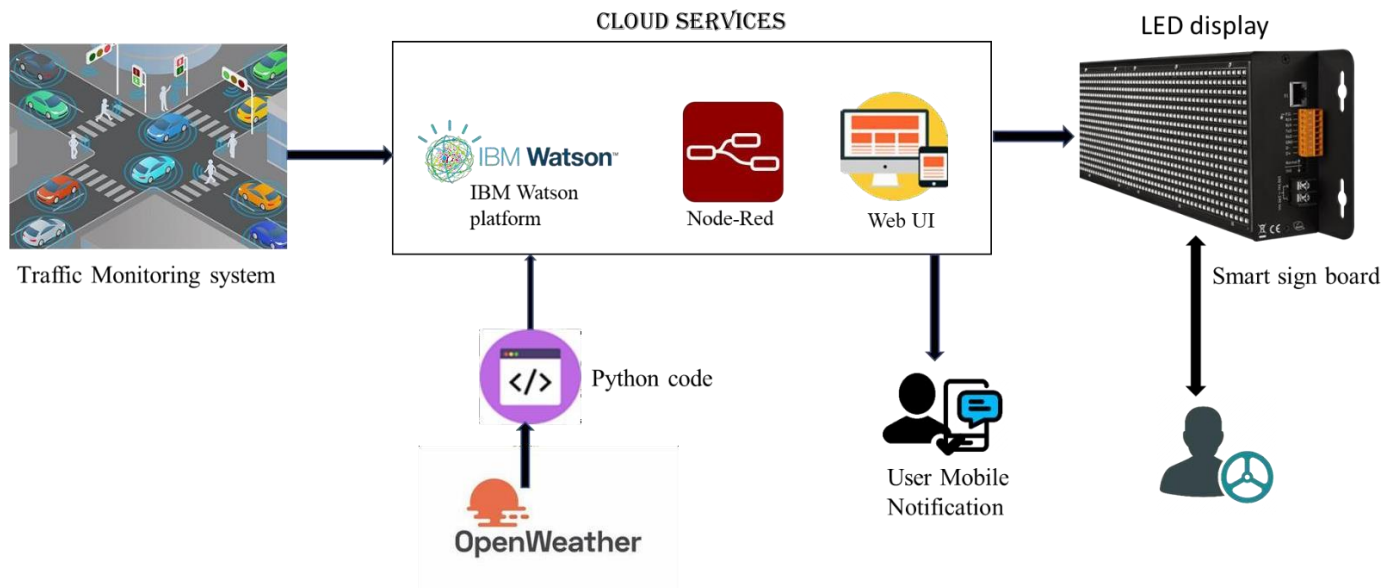 CLOUD SERVICES
LED display
IBM Watson™
IBM Watson
platform
Node-Red
Web UI
Traffic Monitoring system
Smart sign board
</>
Python code
User Mobile
Notification
OpenWeather